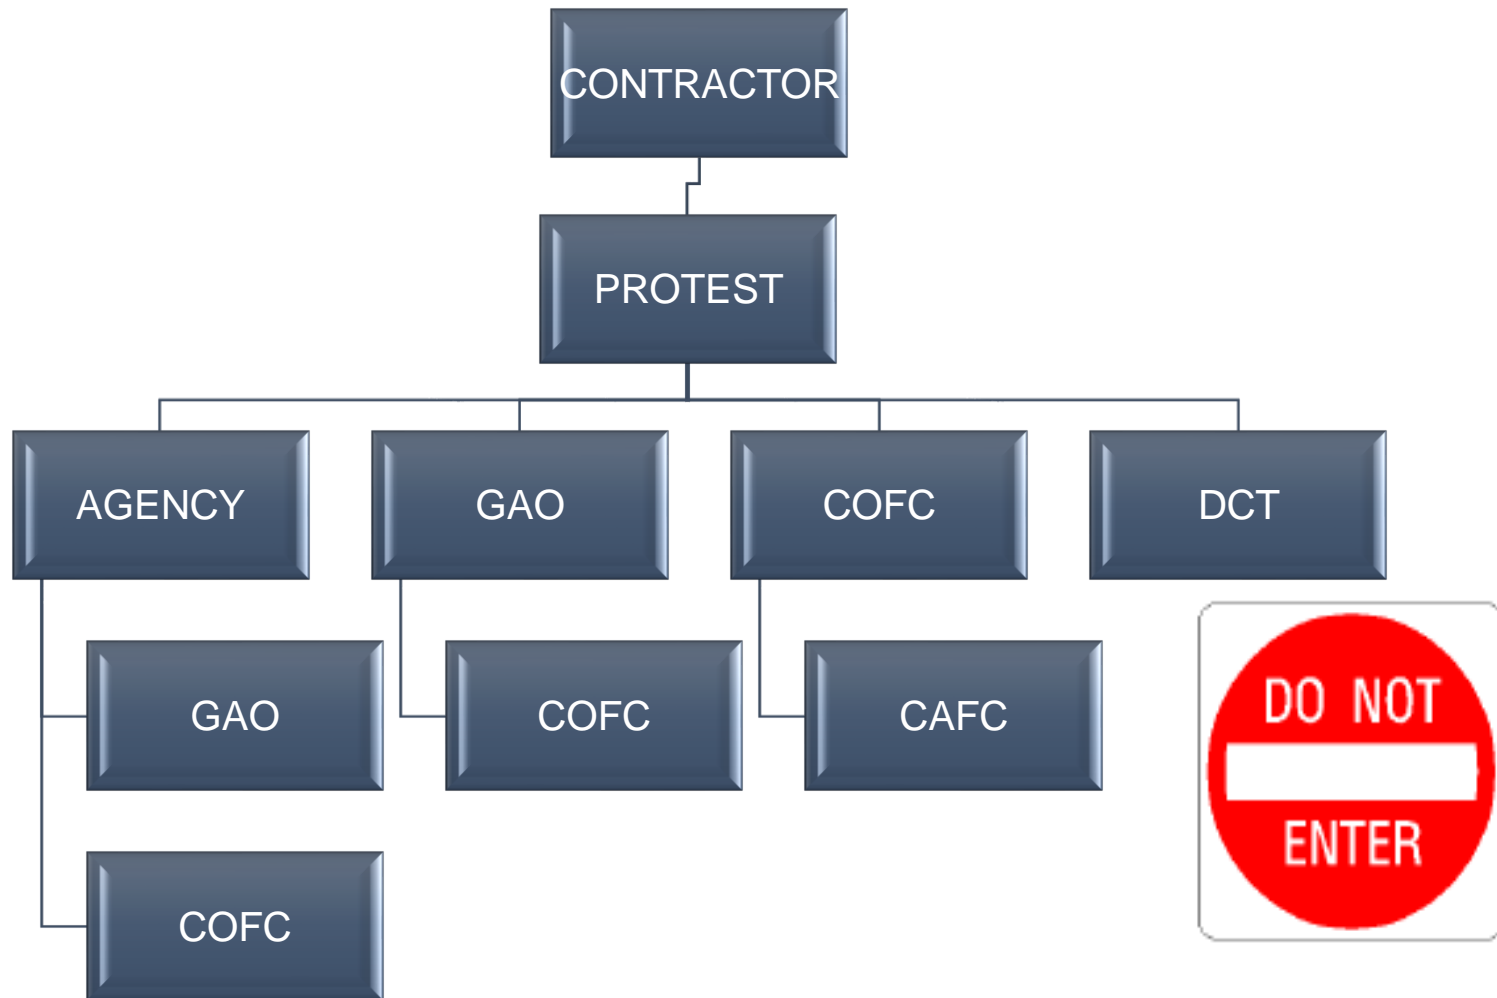 CONTRACTOR
PROTEST
AGENCY
GAO
COFC
DCT
GAO
COFC
CAFC
DO NOT
ENTER
COFC